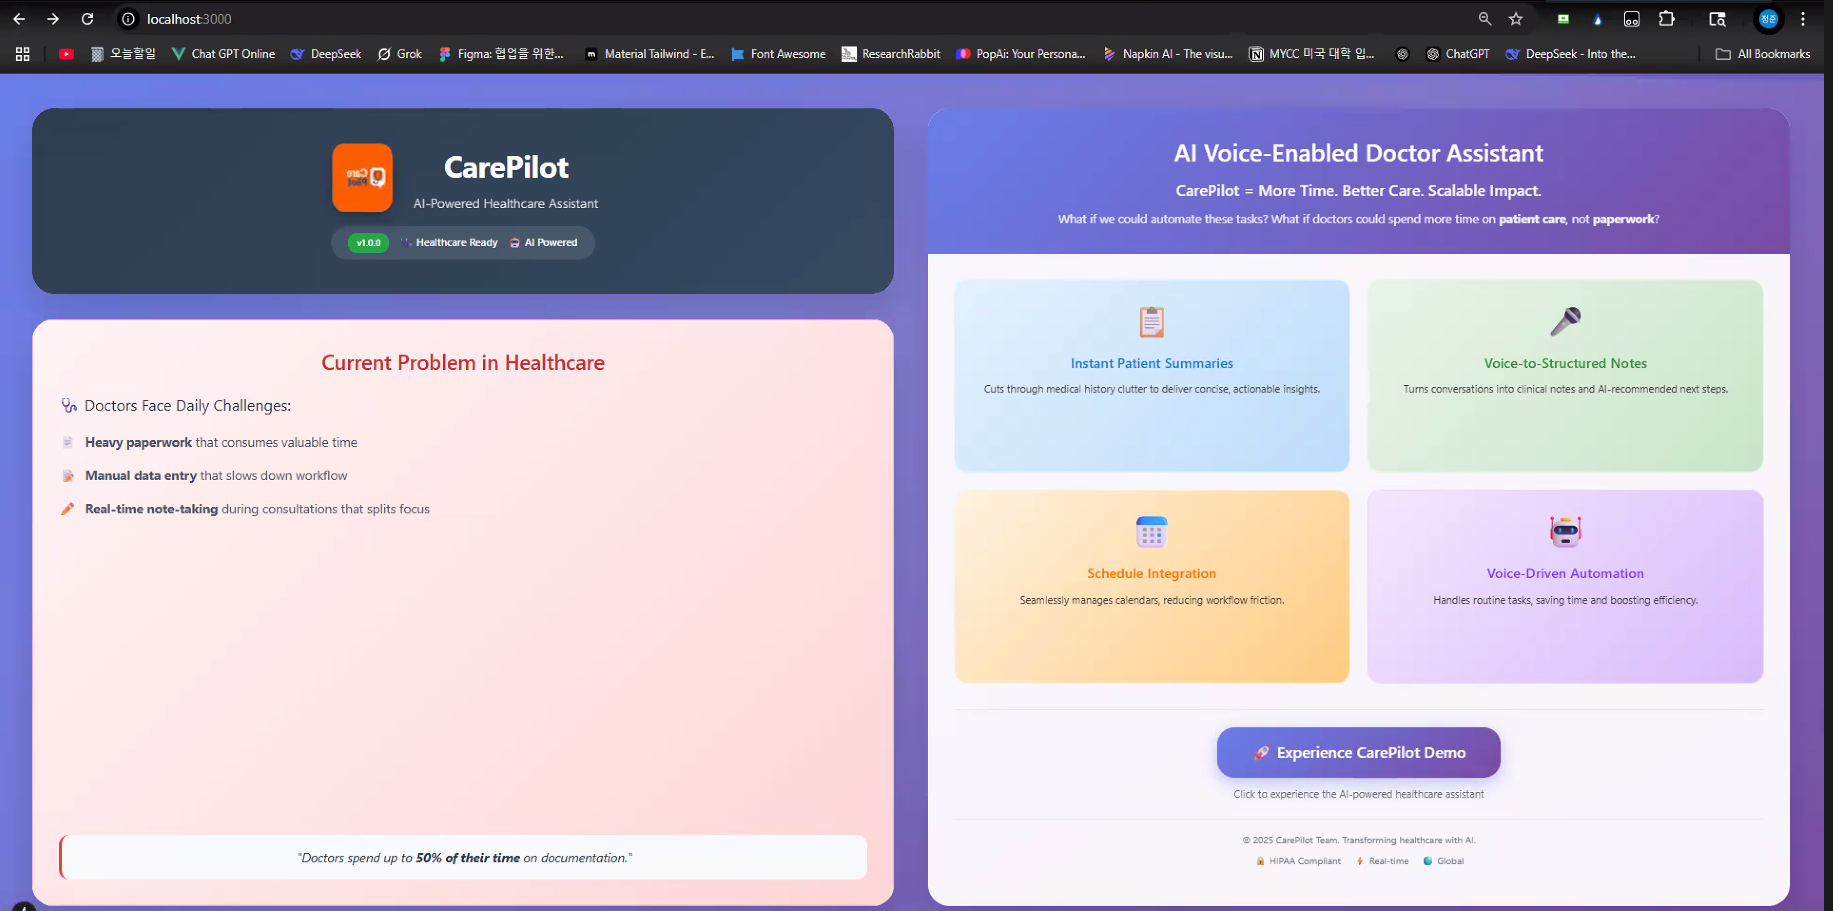 localhost:3000
정준
오늘할일
Chat GPT Online
DeepSeek
Grok
Figma: 협업을 위한...
Material Tailwind - E...
Font Awesome
ResearchRabbit
PopAi: Your Persona...
Napkin AI - The visu...
MYCC 미국 대학 입...
ChatGPT
DeepSeek - Into the...
All Bookmarks
CarePilot
AI-Powered Healthcare Assistant
v1.0.0 Healthcare Ready AI Powered
Current Problem in Healthcare
Doctors Face Daily Challenges:
Heavy paperwork that consumes valuable time
Manual data entry that slows down workflow
Real-time note-taking during consultations that splits focus
"Doctors spend up to 50% of their time on documentation."
AI Voice-Enabled Doctor Assistant
CarePilot = More Time. Better Care. Scalable Impact.
What if we could automate these tasks? What if doctors could spend more time on patient care, not paperwork?
Instant Patient Summaries
Cuts through medical history clutter to deliver concise, actionable insights.
Voice-to-Structured Notes
Turns conversations into clinical notes and AI-recommended next steps.
Schedule Integration
Seamlessly manages calendars, reducing workflow friction.
Voice-Driven Automation
Handles routine tasks, saving time and boosting efficiency.
Experience CarePilot Demo
Click to experience the AI-powered healthcare assistant
© 2025 CarePilot Team. Transforming healthcare with AI.
HIPAA Compliant Real-time Global